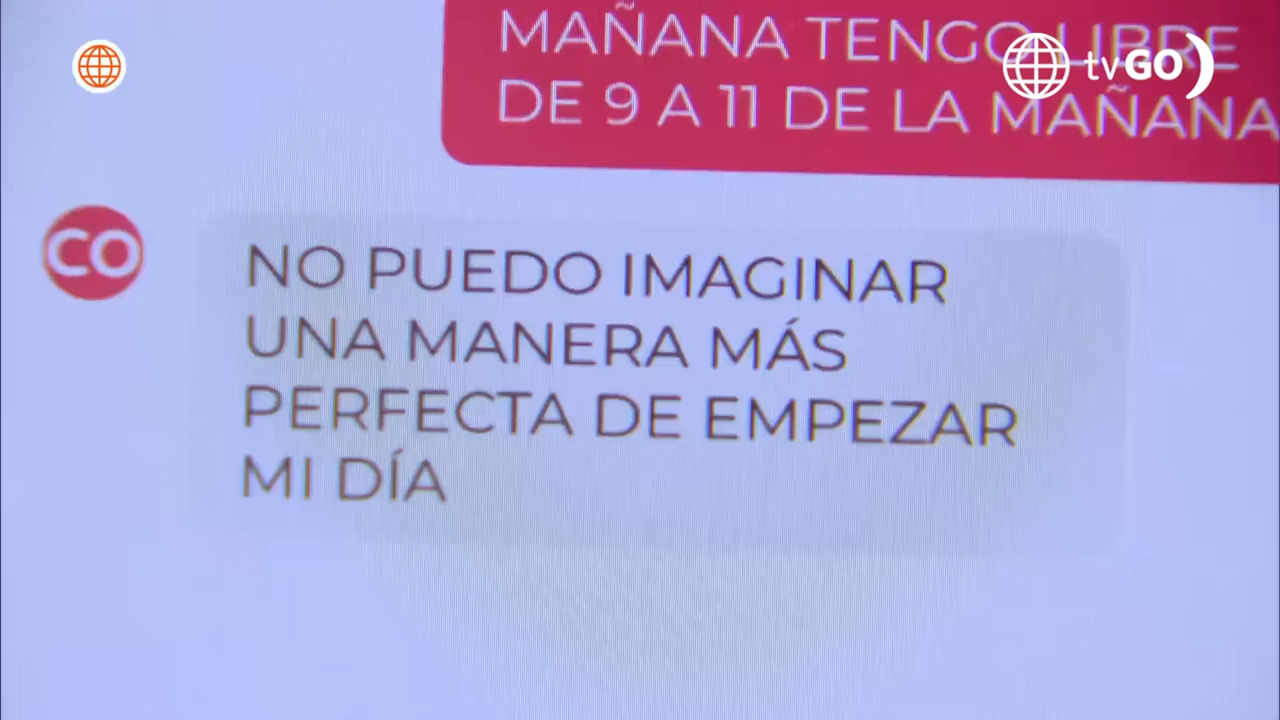 MAÑANA TENGO LIBRE
DE 9 A 11 DE LA MAÑANA
tvGO
CO
NO PUEDO IMAGINAR
UNA MANERA MÁS
PERFECTA DE EMPEZAR
MI DÍA